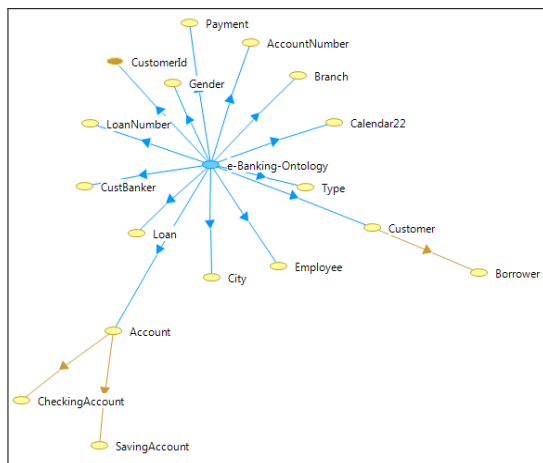 Payment
AccountNumber
CustomerId
Branch
Gender
LoanNumber
Calendar22
e-Banking-Ontology
CustBanker
Type
Customer
Loan
Employee
Borrower
City
Account
CheckingAccount
SavingAccount